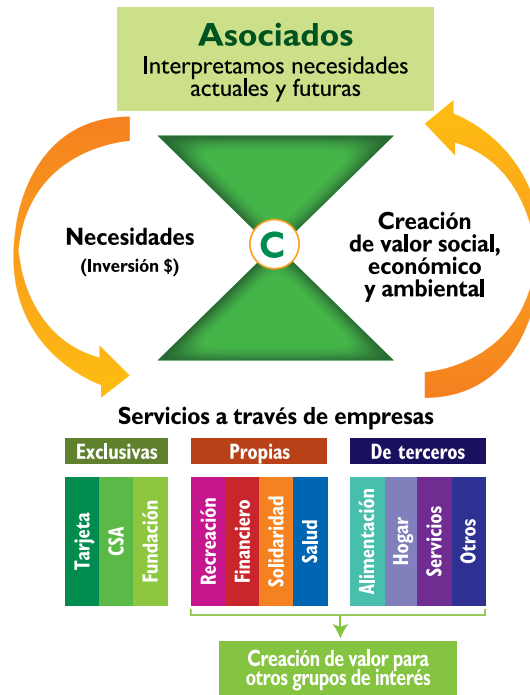 Asociados
Interpretamos necesidades
actuales y futuras
Necesidades
(Inversión $)
C
Creación
de valor social,
económico
y ambiental
Servicios a través de empresas
Exclusivas
Propias
De terceros
Tarjeta
CSA
Fundación
Recreación
Financiero
Solidaridad
Salud
Alimentación
Hogar
Servicios
Otros
Creación de valor para
otros grupos de interés